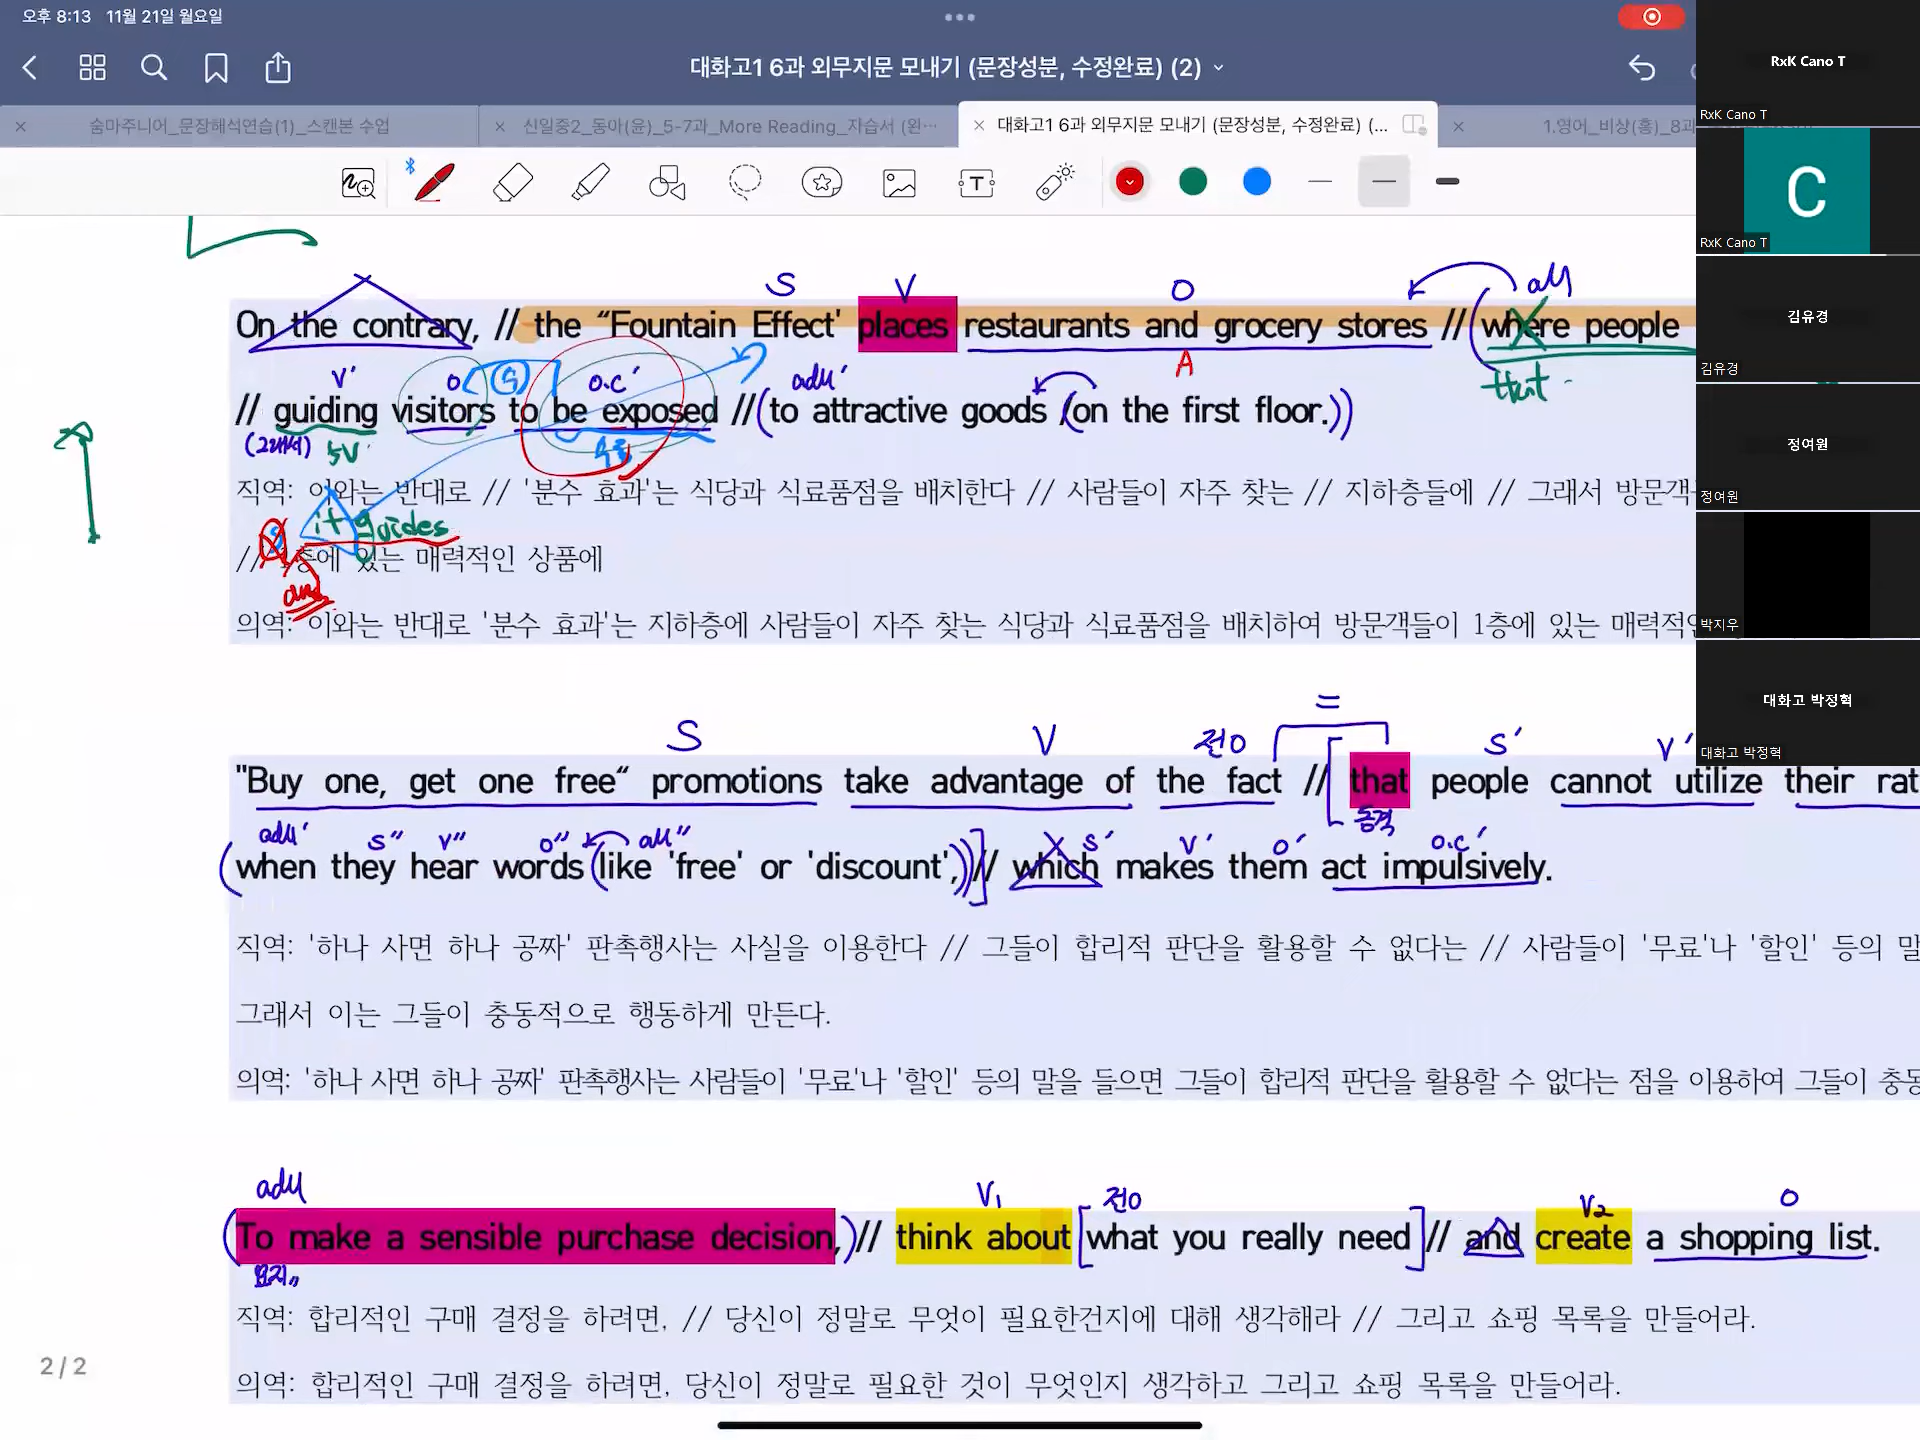 오후 8:13 11월 21일 월요일
대화고1 6과 외무지문 모내기 (문장성분, 수정완료) (2)
숨마주니어_문장해석연습(1)_스캔본 수업
신일중2_동아(윤)_5-7과_More Reading_자습서 (완…
대화고1 6과 외무지문 모내기 (문장성분, 수정완료) (...
1.영어_비상(홍)_8과
RxK Cano T
RxK Cano T
C
RxK Cano T
김유경
김유경
정여원
정여원
박지우
대화고 박정혁
대화고 박정혁
S V O
On the contrary, // the “Fountain Effect' places restaurants and grocery stores // (where people
A
that
V' O S O.C'
// guiding visitors to be exposed // (to attractive goods (on the first floor.))
(그래서) 5V
직역: 이와는 반대로 // '분수 효과'는 식당과 식료품점을 배치한다 // 사람들이 자주 찾는 // 지하층들에 // 그래서 방문객
it guides
// 1층에 있는 매력적인 상품에
and
의역: 이와는 반대로 '분수 효과'는 지하층에 사람들이 자주 찾는 식당과 식료품점을 배치하여 방문객들이 1층에 있는 매력적인
S V 전O = S' V'
"Buy one, get one free“ promotions take advantage of the fact // [that people cannot utilize their rat
동격
S" V" O" S' V' O' O.C'
(when they hear words (like 'free' or 'discount',))] // which makes them act impulsively.
직역: '하나 사면 하나 공짜' 판촉행사는 사실을 이용한다 // 그들이 합리적 판단을 활용할 수 없다는 // 사람들이 '무료'나 '할인' 등의 말
그래서 이는 그들이 충동적으로 행동하게 만든다.
의역: '하나 사면 하나 공짜' 판촉행사는 사람들이 '무료'나 '할인' 등의 말을 들으면 그들이 합리적 판단을 활용할 수 없다는 점을 이용하여 그들이 충동
V1 전O V2 O
(To make a sensible purchase decision,) // think about [what you really need] // and create a shopping list.
직역: 합리적인 구매 결정을 하려면, // 당신이 정말로 무엇이 필요한건지에 대해 생각해라 // 그리고 쇼핑 목록을 만들어라.
의역: 합리적인 구매 결정을 하려면, 당신이 정말로 필요한 것이 무엇인지 생각하고 그리고 쇼핑 목록을 만들어라.
2 / 2